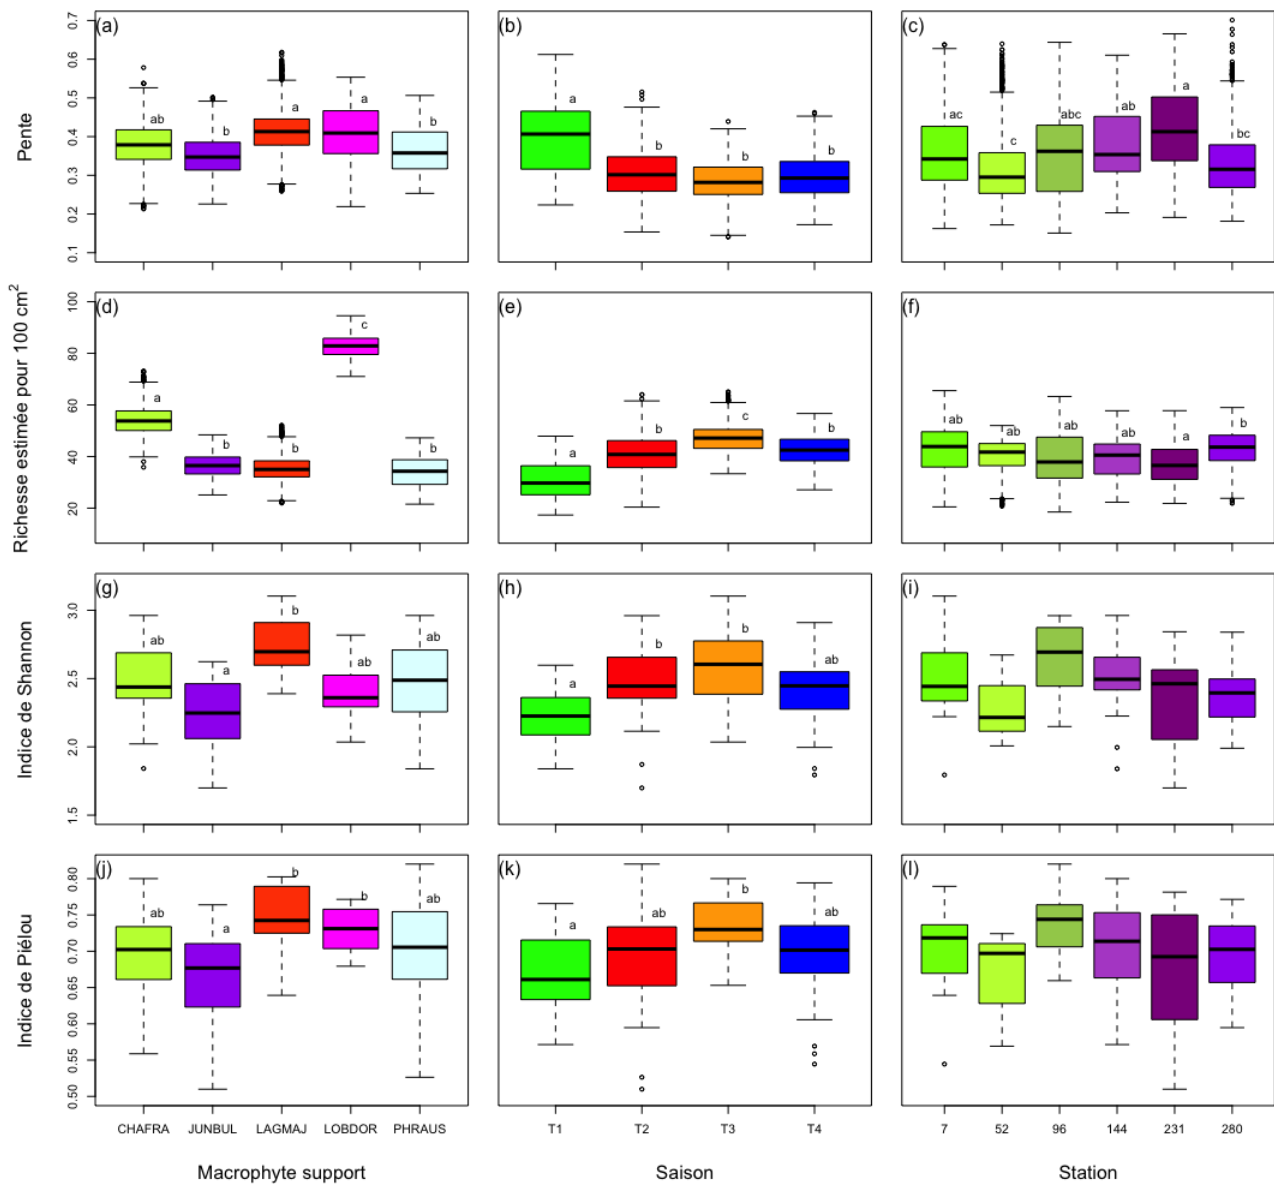 (a) (b) (c)
Pente
0.7
0.6
0.5
0.4
0.3
0.2
0.1
ab b a a b
a b b b
ac c abc ab a bc
(d) (e) (f)
Richesse estimée pour 100 cm²
100
80
60
40
20
a b b c b
a b c b
ab ab ab ab a b
(g) (h) (i)
Indice de Shannon
3.0
2.5
2.0
1.5
ab a b ab ab
a b b ab
(j) (k) (l)
Indice de Piélou
0.80
0.75
0.70
0.65
0.60
0.55
0.50
ab a b b ab
a ab b ab
CHAFRA JUNBUL LAGMAJ LOBDOR PHRAUS
T1 T2 T3 T4
7 52 96 144 231 280
Macrophyte support Saison Station